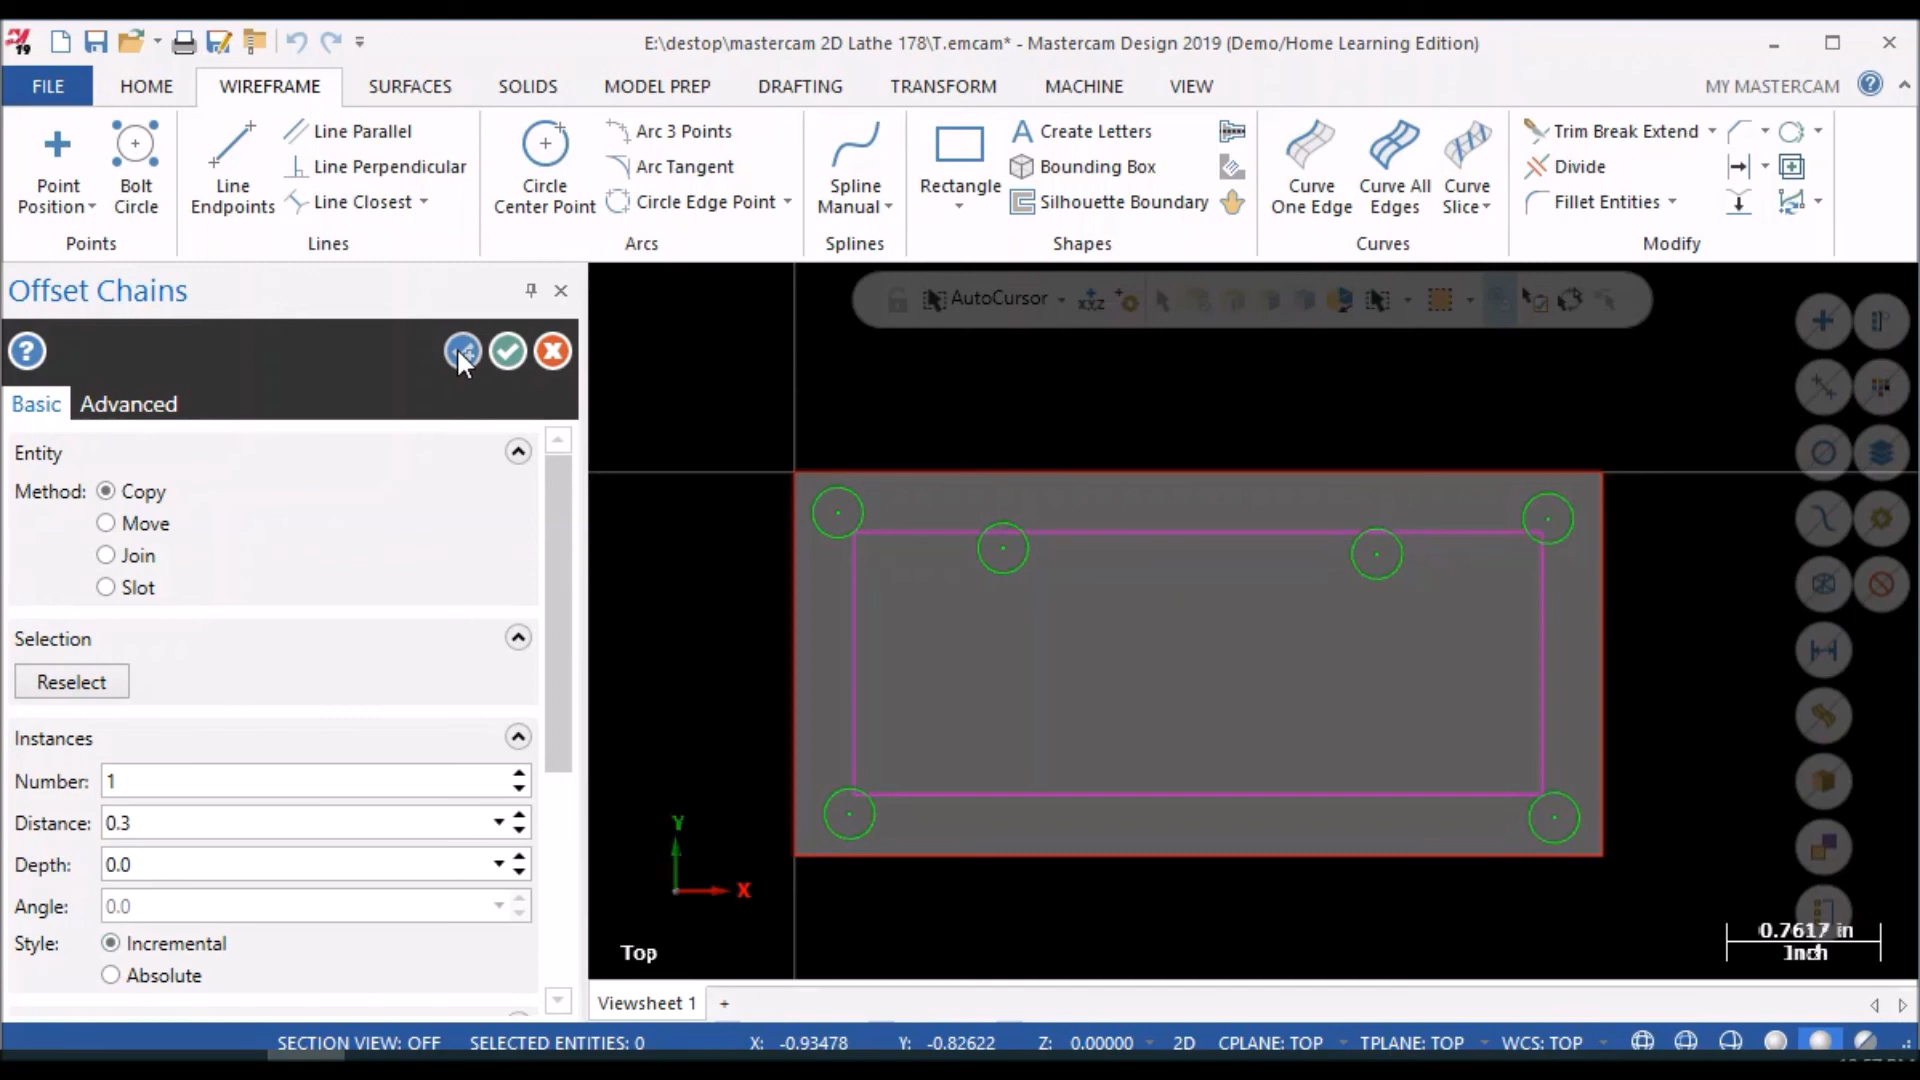 19
E:\destop\mastercam 2D Lathe 178\T.emcam* - Mastercam Design 2019 (Demo/Home Learning Edition)
FILE HOME WIREFRAME SURFACES SOLIDS MODEL PREP DRAFTING TRANSFORM MACHINE VIEW MY MASTERCAM ?
Point Position
Bolt Circle
Points
Line Endpoints
Line Parallel
Line Perpendicular
Line Closest
Lines
Circle Center Point
Arc 3 Points
Arc Tangent
Circle Edge Point
Arcs
Spline Manual
Splines
Rectangle
Create Letters
Bounding Box
Silhouette Boundary
Shapes
Curve One Edge
Curve All Edges
Curve Slice
Curves
Trim Break Extend
Divide
Fillet Entities
Modify
Offset Chains
?
Basic Advanced
Entity
Method: Copy
Move
Join
Slot
Selection
Reselect
Instances
Number: 1
Distance: 0.3
Depth: 0.0
Angle: 0.0
Style: Incremental
Absolute
AutoCursor
Y
X
Top
0.7617 in
Viewsheet 1 +
SECTION VIEW: OFF SELECTED ENTITIES: 0 X: -0.93478 Y: -0.82622 Z: 0.00000 2D CPLANE: TOP TPLANE: TOP WCS: TOP